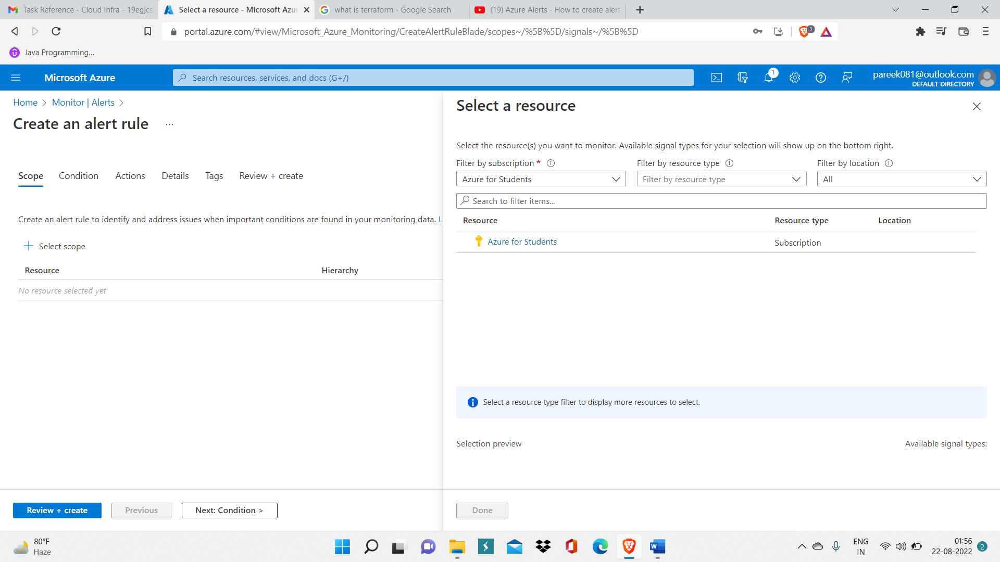 Task Reference - Cloud Infra - 19egjcs
Select a resource - Microsoft Azu
what is terraform - Google Search
(19) Azure Alerts - How to create alert
portal.azure.com/#view/Microsoft_Azure_Monitoring/CreateAlertRuleBlade/scopes~/%5B%5D/signals~/%5B%5D
3
Java Programming...
Microsoft Azure
Search resources, services, and docs (G+/)
1
pareek081@outlook.com
DEFAULT DIRECTORY
Home > Monitor | Alerts >
Create an alert rule ...
Scope Condition Actions Details Tags Review + create
Create an alert rule to identify and address issues when important conditions are found in your monitoring data.
+ Select scope
Resource Hierarchy
No resource selected yet
Review + create Previous Next: Condition >
Select a resource
Select the resource(s) you want to monitor. Available signal types for your selection will show up on the bottom right.
Filter by subscription * Filter by resource type Filter by location
Azure for Students Filter by resource type All
Search to filter items...
Resource Resource type Location
Azure for Students Subscription
Select a resource type filter to display more resources to select.
Selection preview Available signal types:
Done
80°F
Haze
ENG
IN
01:56
22-08-2022
2